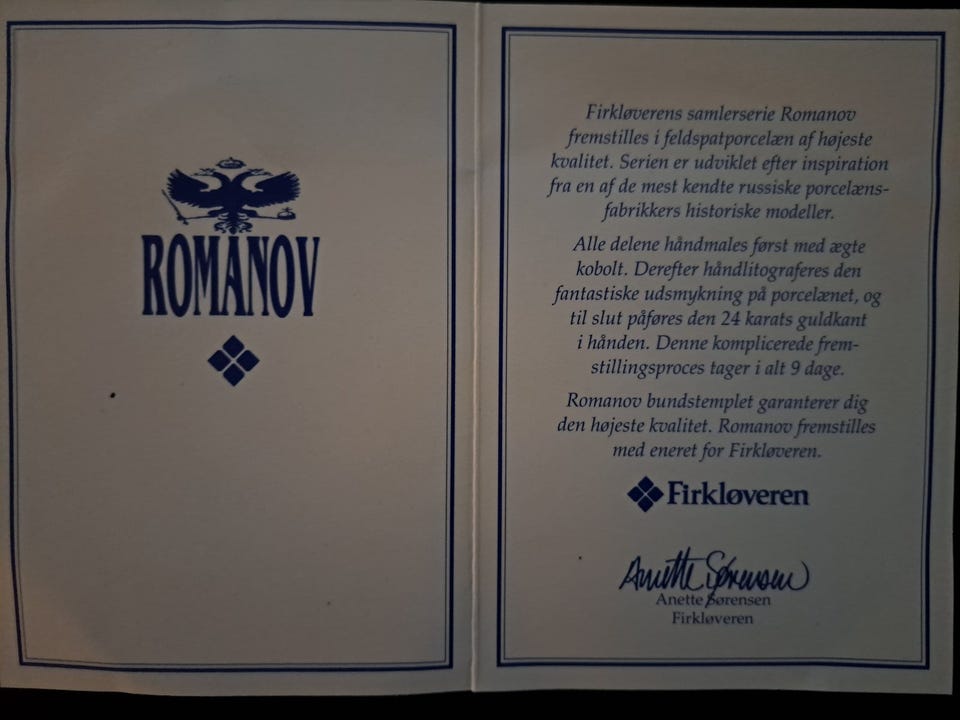 ROMANOV
Firkløverens samlerserie Romanov
fremstilles i feldspatporcelæn af højeste
kvalitet. Serien er udviklet efter inspiration
fra en af de mest kendte russiske porcelæns-
fabrikkers historiske modeller.
Alle delene håndmales først med ægte
kobolt. Derefter håndlitograferes den
fantastiske udsmykning på porcelænet, og
til slut påføres den 24 karats guldkant
i hånden. Denne komplicerede frem-
stillingsproces tager i alt 9 dage.
Romanov bundstemplet garanterer dig
den højeste kvalitet. Romanov fremstilles
med eneret for Firkløveren.
Firkløveren
Anette Sørensen
Anette Sørensen
Firkløveren